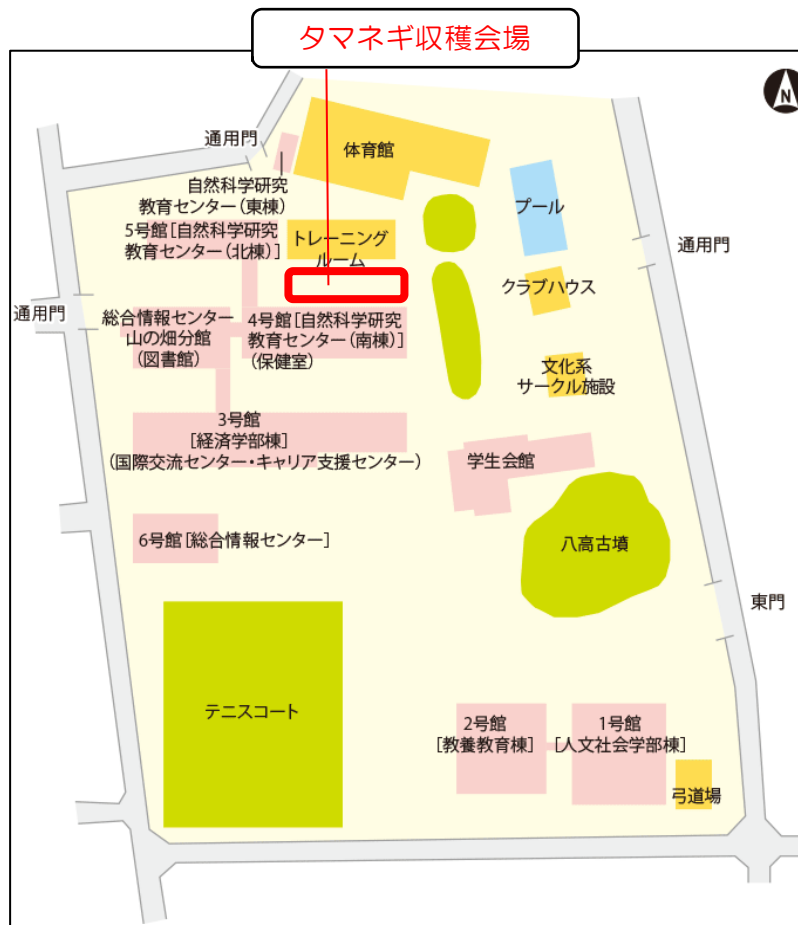 タマネギ収穫会場
N
通用門
体育館
自然科学研究
教育センター(東棟)
プール
5号館[自然科学研究
教育センター(北棟)]
トレーニング
ルーム
通用門
クラブハウス
通用門
総合情報センター
山の畑分館
(図書館)
4号館[自然科学研究
教育センター(南棟)]
(保健室)
文化系
サークル施設
3号館
[経済学部棟]
(国際交流センター・キャリア支援センター)
学生会館
6号館[総合情報センター]
八高古墳
東門
テニスコート
2号館
[教養教育棟]
1号館
[人文社会学部棟]
弓道場